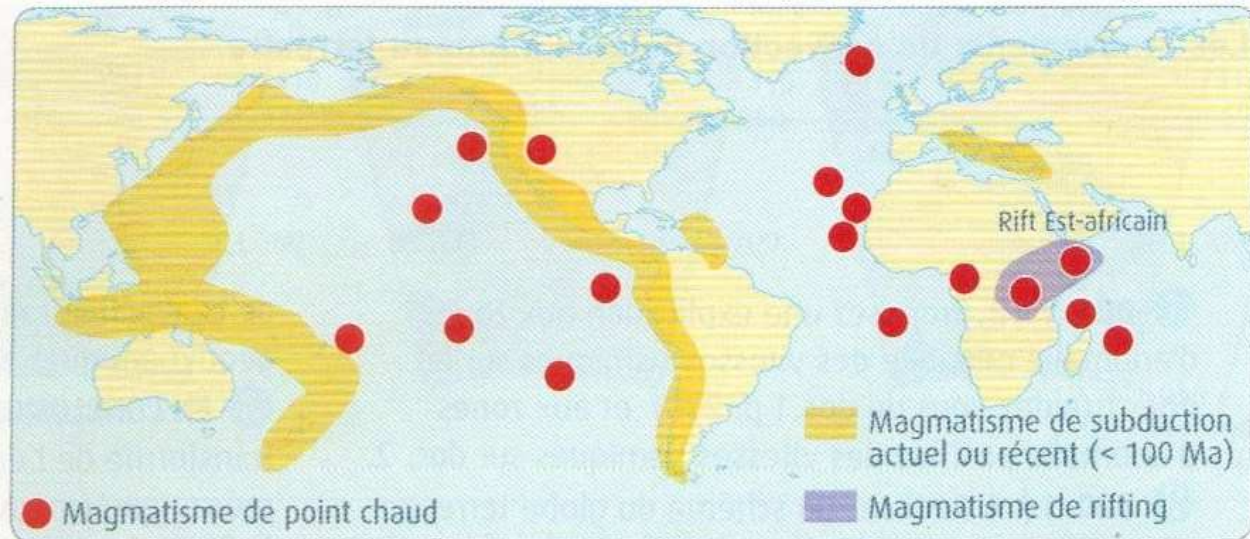 Rift Est-africain
Magmatisme de subduction
actuel ou récent (< 100 Ma)
Magmatisme de point chaud
Magmatisme de rifting